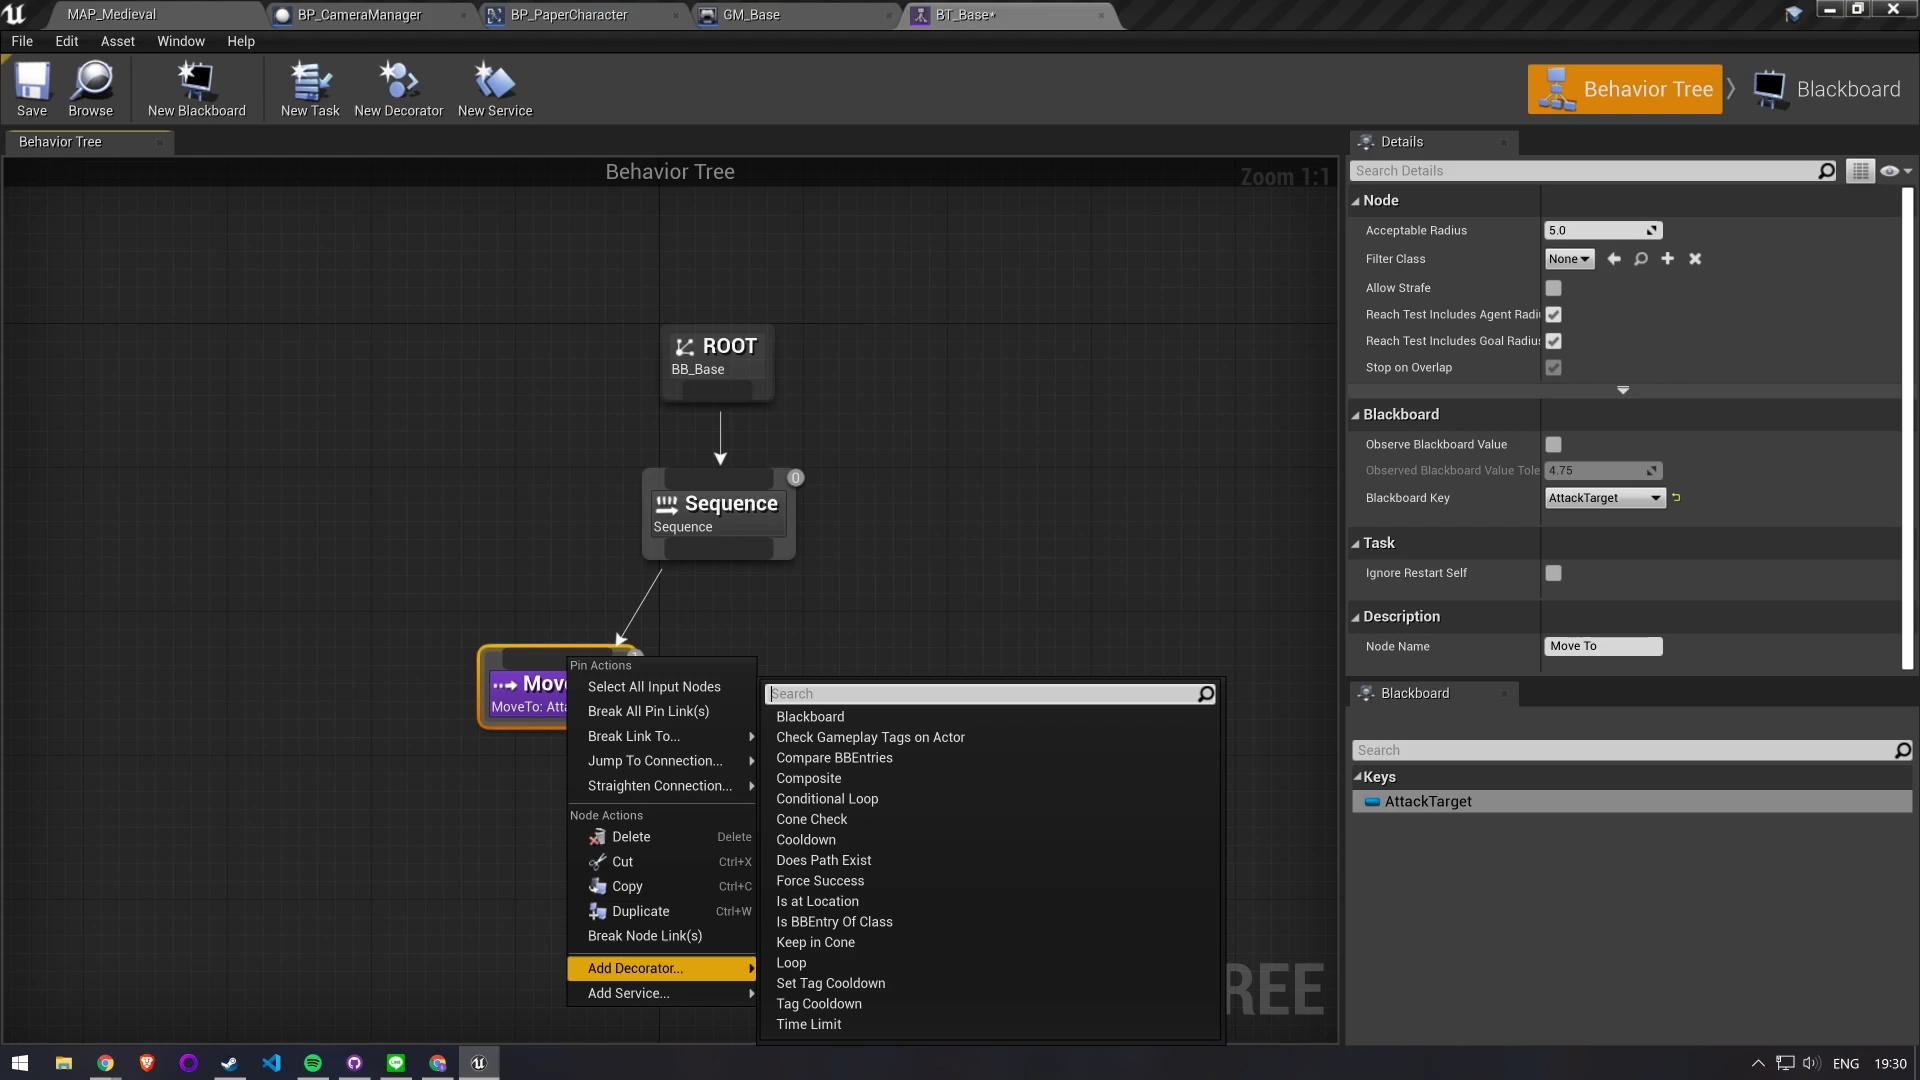 MAP_Medieval
BP_CameraManager
BP_PaperCharacter
GM_Base
BT_Base*
File
Edit
Asset
Window
Help
Save
Browse
New Blackboard
New Task
New Decorator
New Service
Behavior Tree
Blackboard
Behavior Tree
Behavior Tree
Zoom 1:1
ROOT
BB_Base
0
Sequence
Sequence
Move
MoveTo: Atta
Pin Actions
Select All Input Nodes
Break All Pin Link(s)
Break Link To...
Jump To Connection...
Straighten Connection...
Node Actions
Delete Delete
Cut Ctrl+X
Copy Ctrl+C
Duplicate Ctrl+W
Break Node Link(s)
Add Decorator...
Add Service...
Search
Blackboard
Check Gameplay Tags on Actor
Compare BBEntries
Composite
Conditional Loop
Cone Check
Cooldown
Does Path Exist
Force Success
Is at Location
Is BBEntry Of Class
Keep in Cone
Loop
Set Tag Cooldown
Tag Cooldown
Time Limit
REE
Details
Search Details
Node
Acceptable Radius 5.0
Filter Class None
Allow Strafe
Reach Test Includes Agent Radi
Reach Test Includes Goal Radius
Stop on Overlap
Blackboard
Observe Blackboard Value
Observed Blackboard Value Tole 4.75
Blackboard Key AttackTarget
Task
Ignore Restart Self
Description
Node Name Move To
Blackboard
Search
Keys
AttackTarget
ENG 19:30